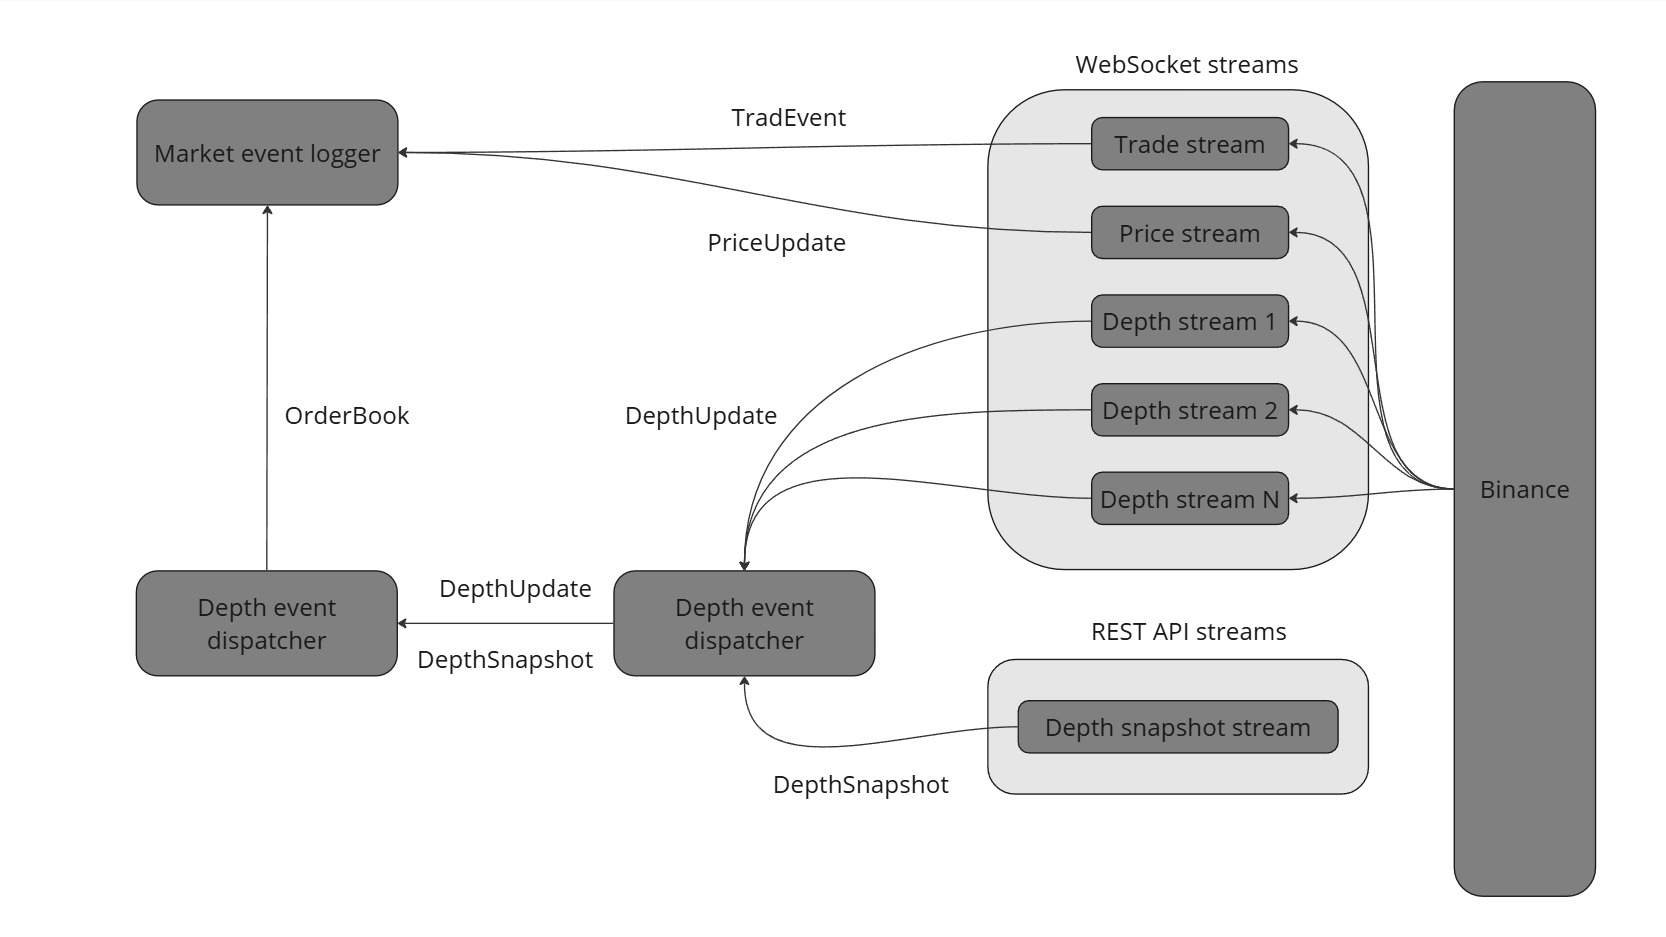 WebSocket streams
TradEvent
Market event logger
Trade stream
PriceUpdate
Price stream
Depth stream 1
OrderBook
DepthUpdate
Depth stream 2
Depth stream N
Binance
DepthUpdate
Depth event
dispatcher
Depth event
dispatcher
DepthSnapshot
REST API streams
Depth snapshot stream
DepthSnapshot